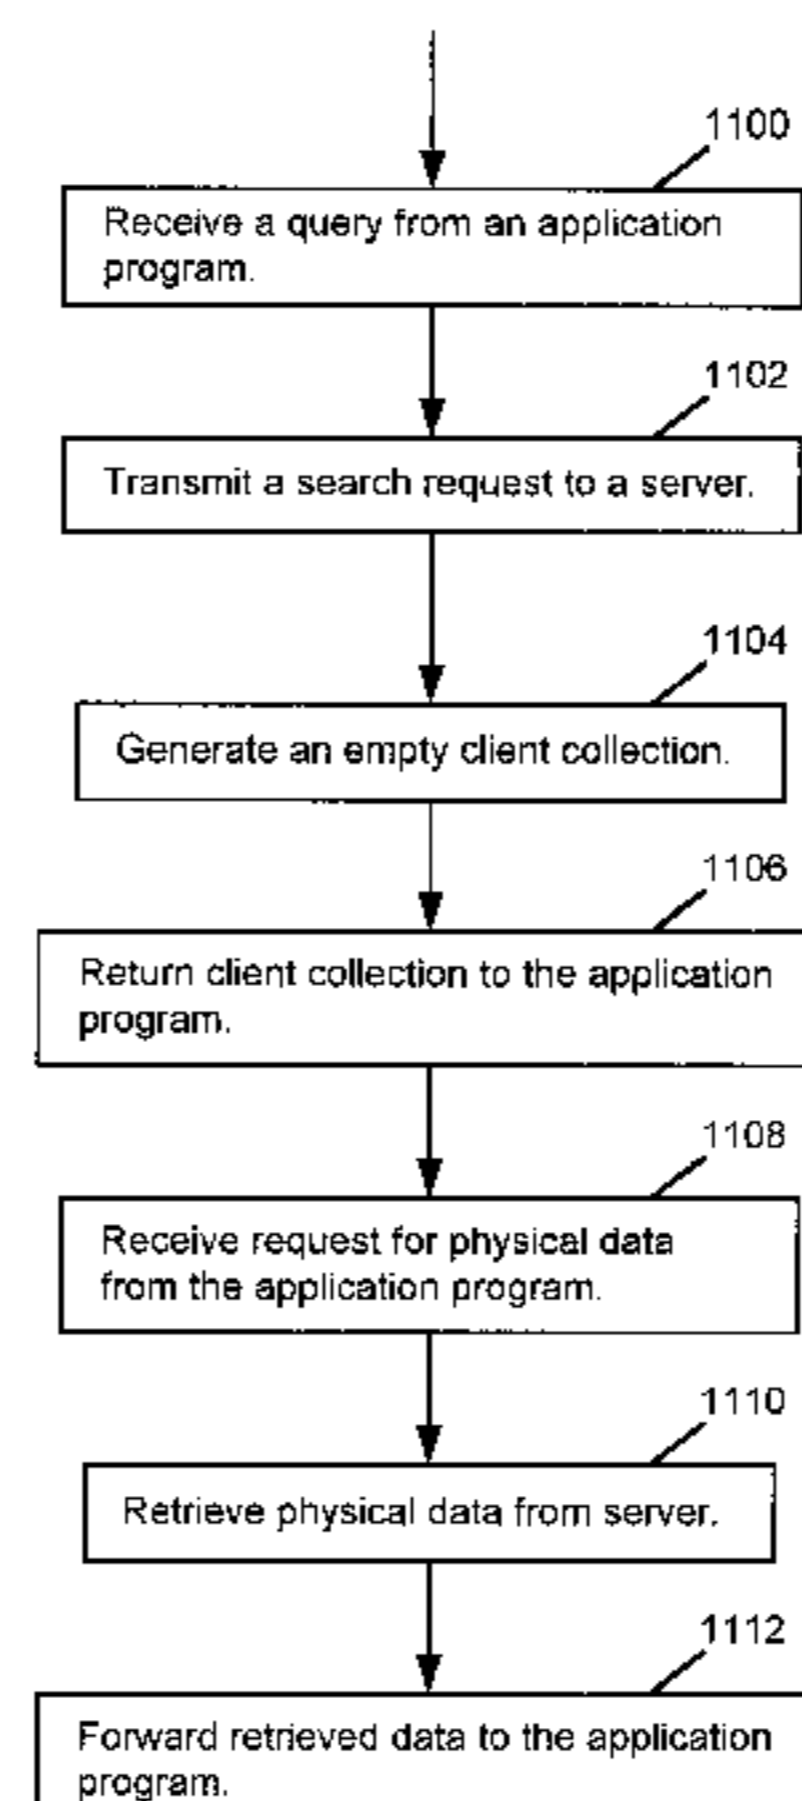 1100
Receive a query from an application
program.
1102
Transmit a search request to a server.
1104
Generate an empty client collection.
1106
Return client collection to the application
program.
1108
Receive request for physical data
from the application program.
1110
Retrieve physical data from server.
1112
Forward retrieved data to the application
program.